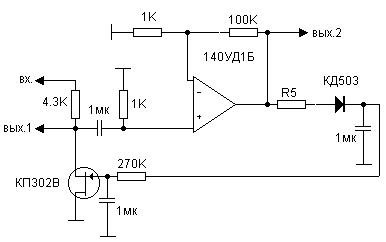 1K
100K
вых.2
140УД1Б
вх.
4.3K
1мк
1K
-
+
R5
КД503
1мк
вых.1
270K
КП302В
1мк